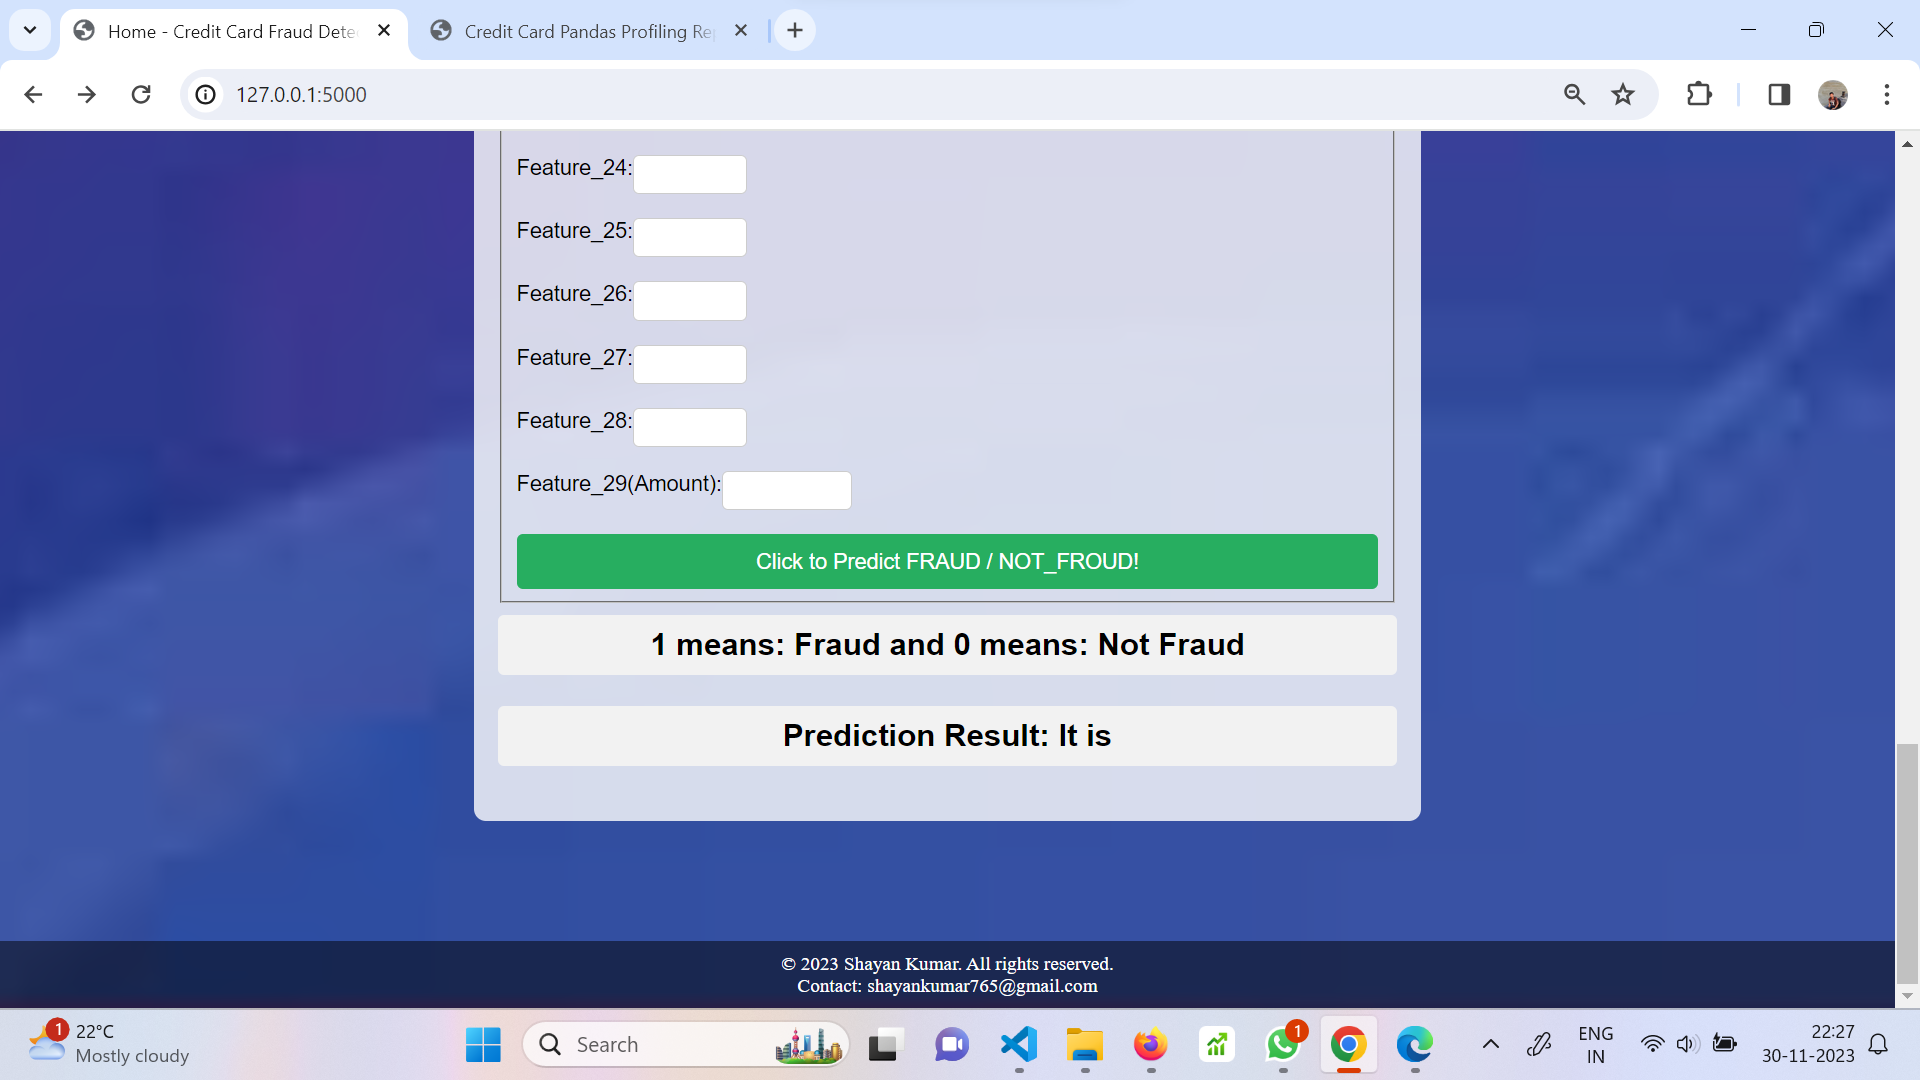 Home - Credit Card Fraud Dete
Credit Card Pandas Profiling Re
127.0.0.1:5000
Feature_24:
Feature_25:
Feature_26:
Feature_27:
Feature_28:
Feature_29(Amount):
Click to Predict FRAUD / NOT_FROUD!
1 means: Fraud and 0 means: Not Fraud
Prediction Result: It is
© 2023 Shayan Kumar. All rights reserved.
Contact: shayankumar765@gmail.com
1
22°C
Mostly cloudy
Search
1
ENG
IN
22:27
30-11-2023